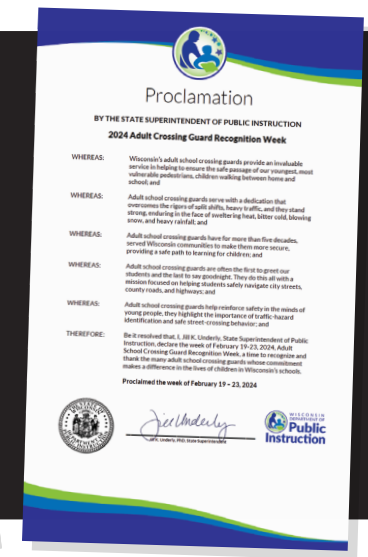 Proclamation
BY THE STATE SUPERINTENDENT OF PUBLIC INSTRUCTION
2024 Adult Crossing Guard Recognition Week
WHEREAS: Wisconsin's adult school crossing guards provide an invaluable
service in helping to ensure the safe passage of our youngest, most
vulnerable pedestrians, children walking between home and
school; and
WHEREAS: Adult school crossing guards serve with a dedication that
overcomes the rigors of split shifts, heavy traffic, and they stand
strong, enduring in the face of sweltering heat, bitter cold, blowing
snow, and heavy rainfall; and
WHEREAS: Adult school crossing guards have for more than five decades,
served Wisconsin communities to make them more secure,
providing a safe path to learning for children; and
WHEREAS: Adult school crossing guards are often the first to greet our
students and the last to say goodnight. They do this all with a
mission focused on helping students safely navigate city streets,
county roads, and highways; and
WHEREAS: Adult school crossing guards help reinforce safety in the minds of
young people, they highlight the importance of traffic-hazard
identification and safe street-crossing behavior; and
THEREFORE: Be it resolved that, I, Jill K. Underly, State Superintendent of Public
Instruction, declare the week of February 19-23, 2024, Adult
School Crossing Guard Recognition Week, a time to recognize and
thank the many adult school crossing guards whose commitment
makes a difference in the lives of children in Wisconsin's schools.
Proclaimed the week of February 19 – 23, 2024
Jill Underly
Jill K. Underly, PhD, State Superintendent
WISCONSIN
DEPARTMENT OF
Public
Instruction